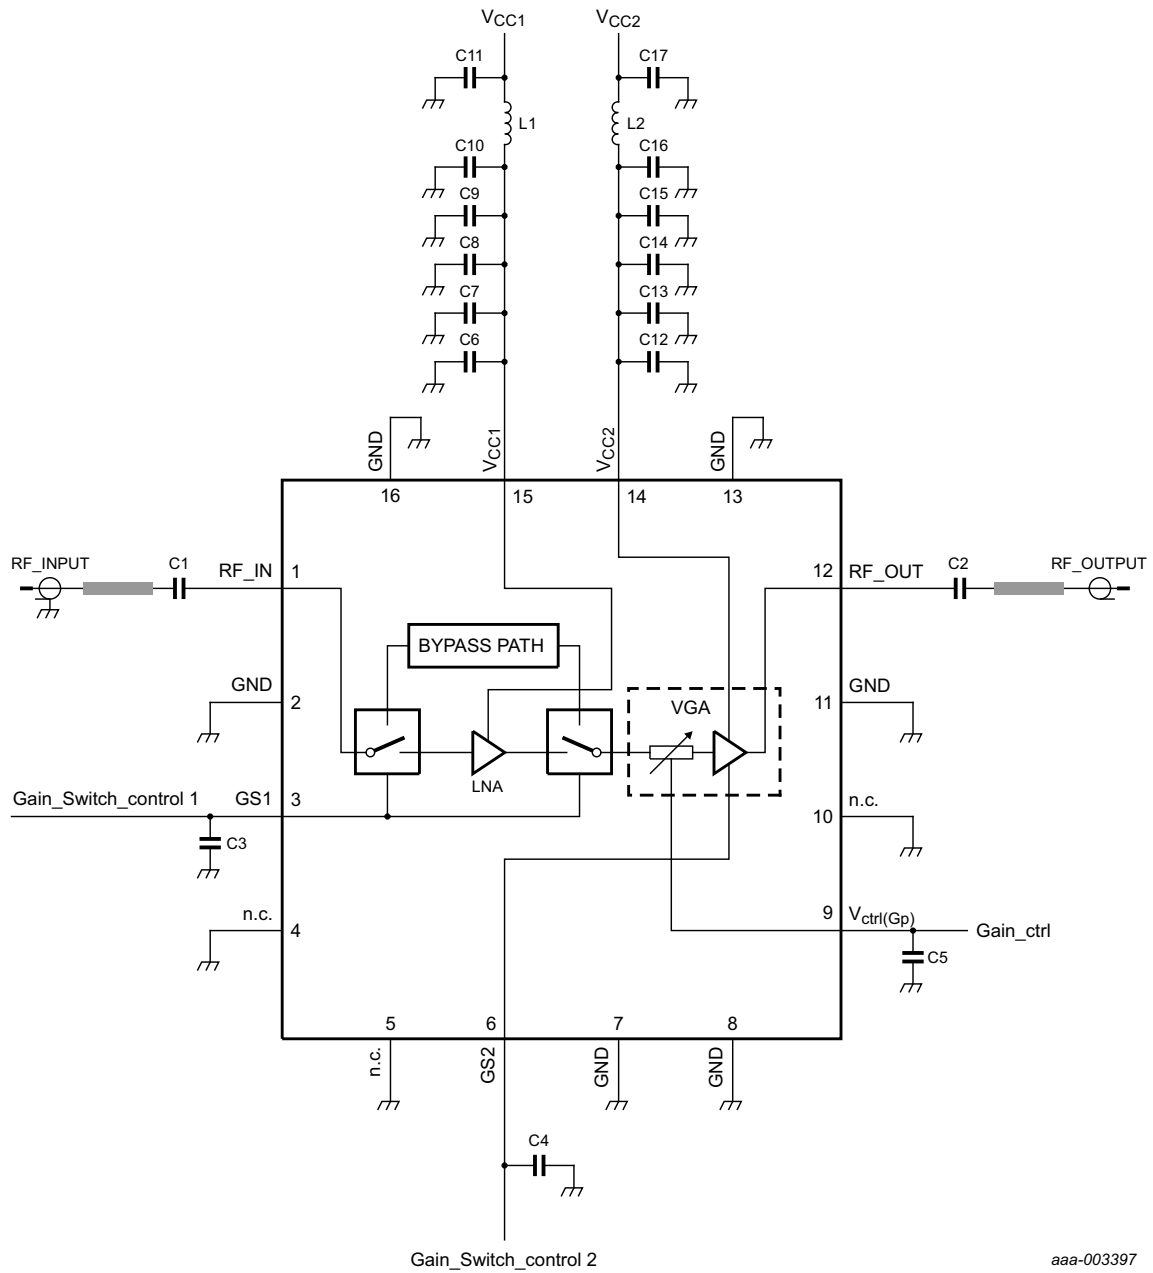 VCC1
VCC2
C11
C17
L1
L2
C10
C16
C9
C15
C8
C14
C7
C13
C6
C12
GND
VCC1
VCC2
GND
16
15
14
13
RF_INPUT
C1
RF_IN
1
12
RF_OUT
C2
RF_OUTPUT
BYPASS PATH
GND
2
11
GND
VGA
LNA
Gain_Switch_control 1
GS1
3
10
n.c.
C3
n.c.
4
9
Vctrl(Gp)
Gain_ctrl
C5
5
6
7
8
n.c.
GS2
GND
GND
C4
Gain_Switch_control 2
aaa-003397